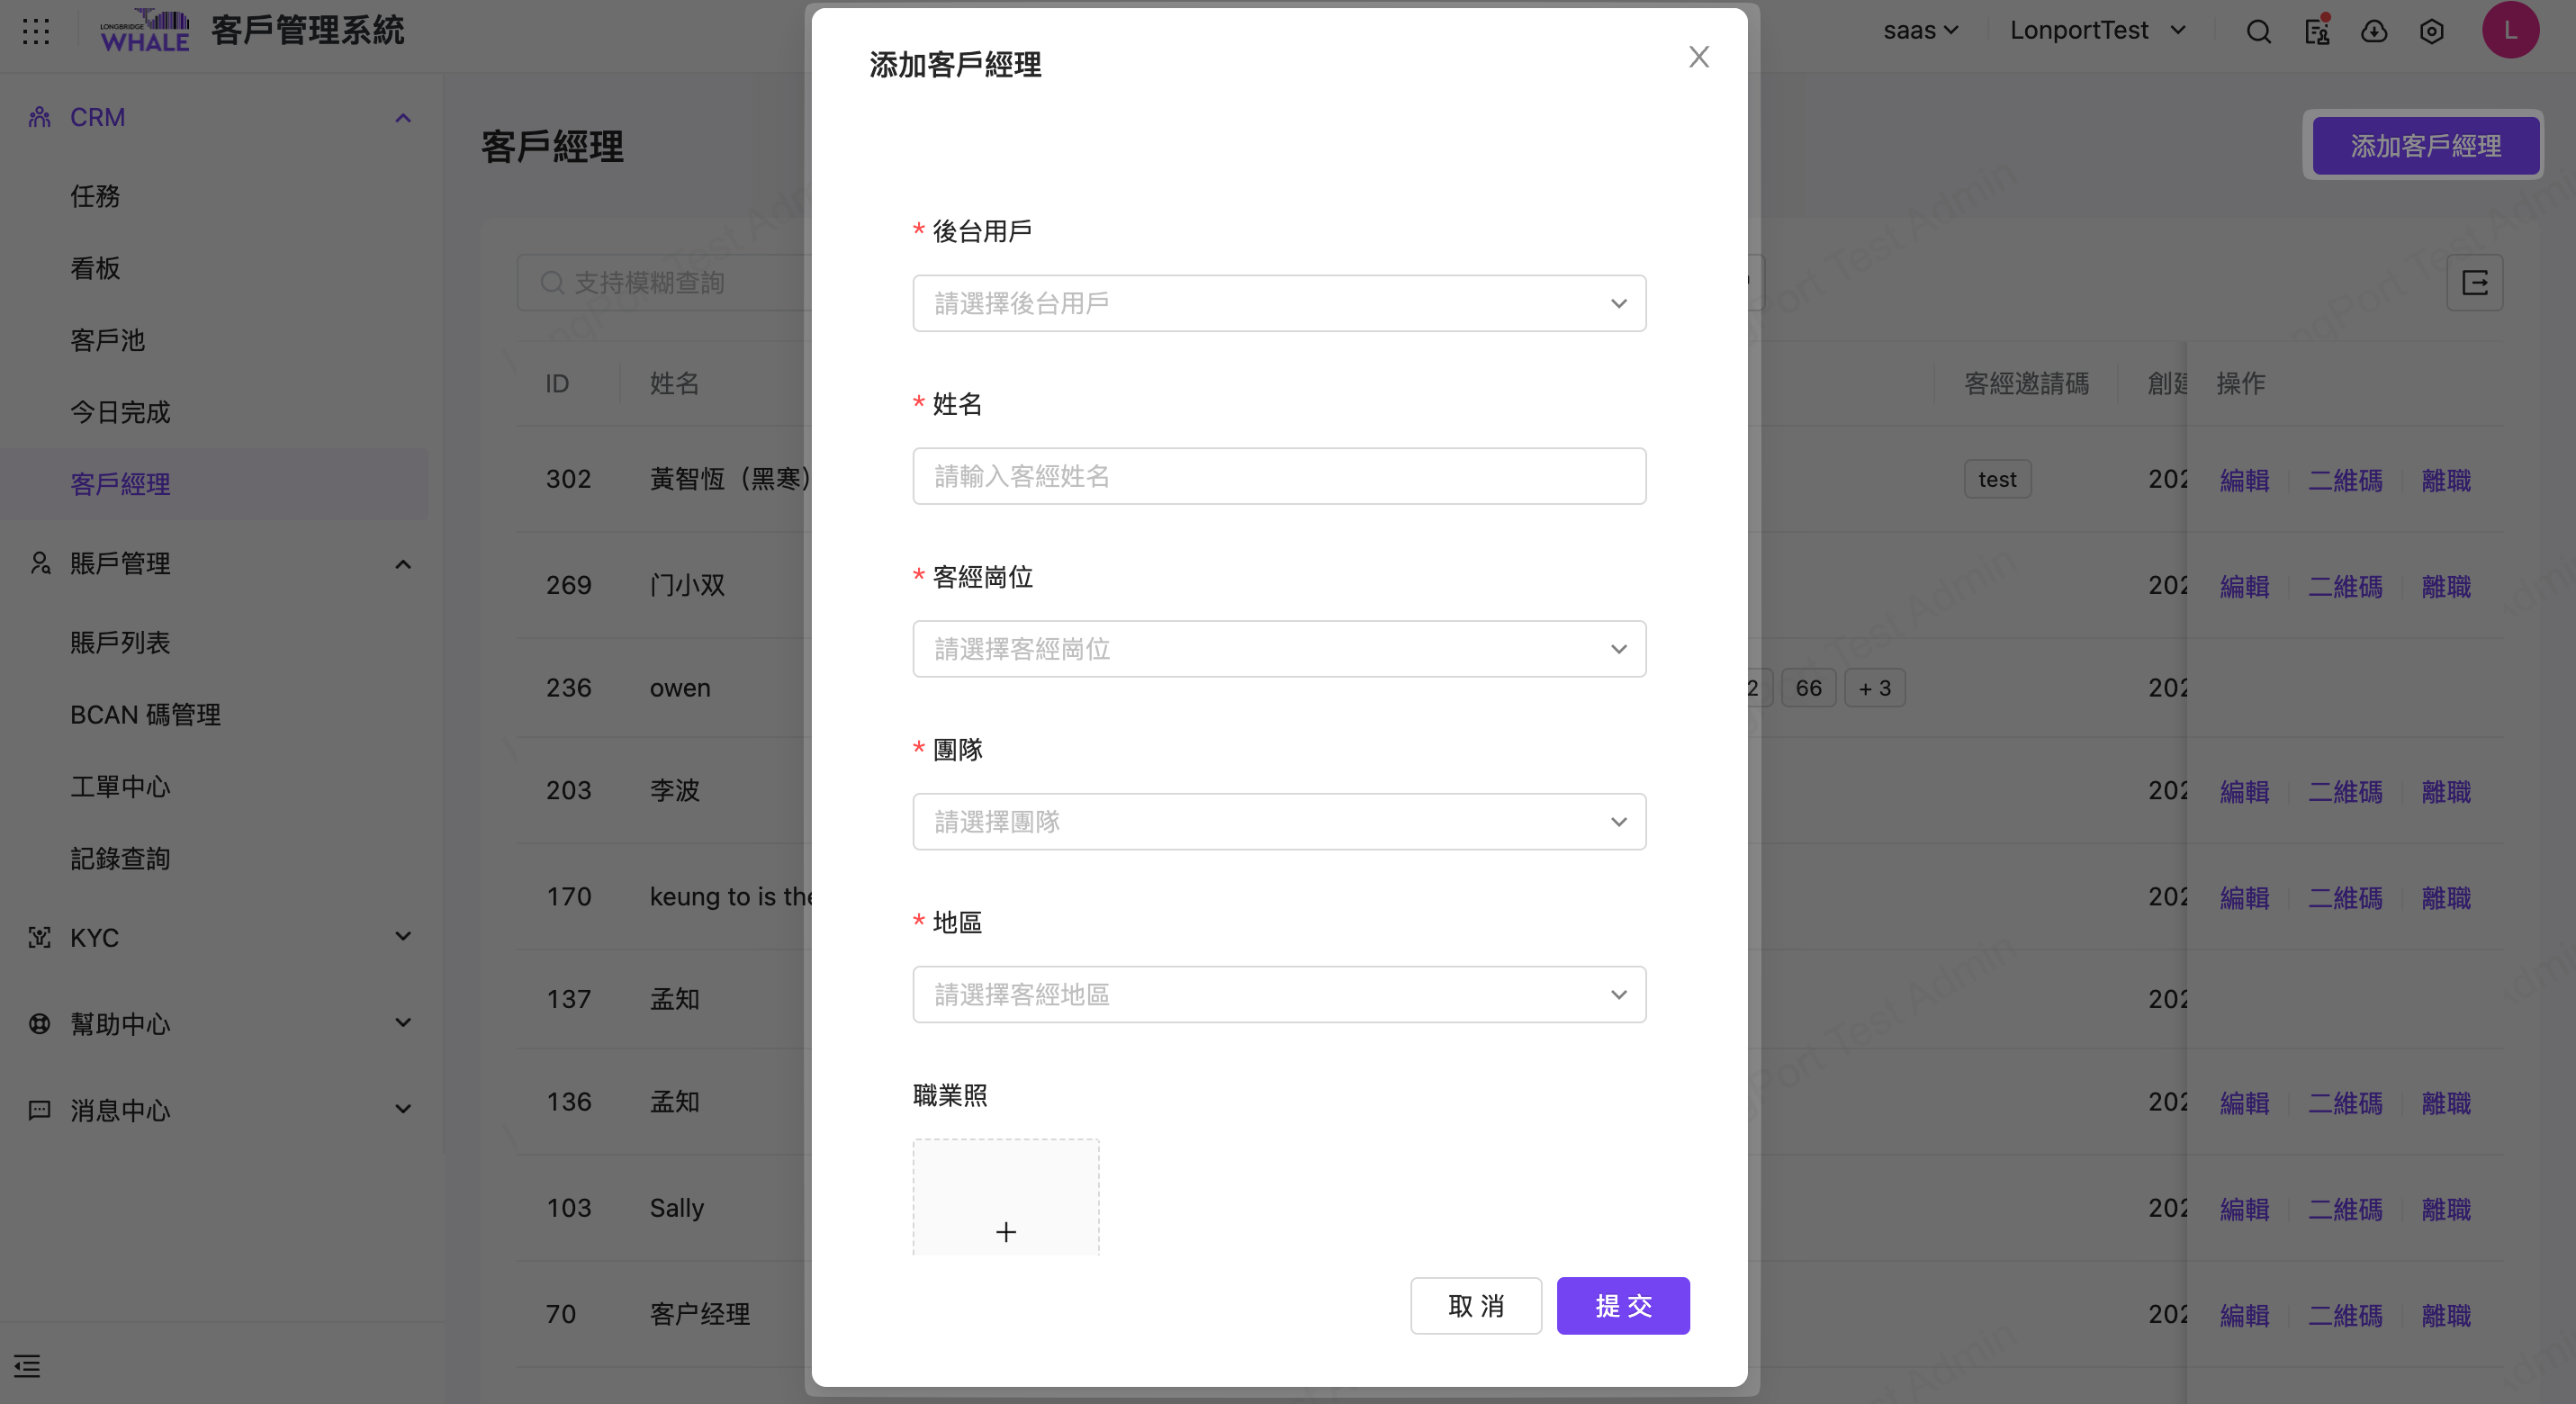 LONGBRIDGE
WHALE
客戶管理系統
saas
LonportTest
L
CRM
任務
看板
客戶池
今日完成
客戶經理
賬戶管理
賬戶列表
BCAN 碼管理
工單中心
記錄查詢
KYC
幫助中心
消息中心
客戶經理
添加客戶經理
支持模糊查詢
ID 姓名 客經邀請碼 創建 操作
302 黃智恆（黑寒） test 202 編輯 二維碼 離職
269 门小双 202 編輯 二維碼 離職
236 owen 2 66 + 3 202
203 李波 202 編輯 二維碼 離職
170 keung to is the 202 編輯 二維碼 離職
137 孟知 202
136 孟知 202 編輯 二維碼 離職
103 Sally 202 編輯 二維碼 離職
70 客户经理 202 編輯 二維碼 離職
添加客戶經理
* 後台用戶
請選擇後台用戶
* 姓名
請輸入客經姓名
* 客經崗位
請選擇客經崗位
* 團隊
請選擇團隊
* 地區
請選擇客經地區
職業照
+
取 消
提 交